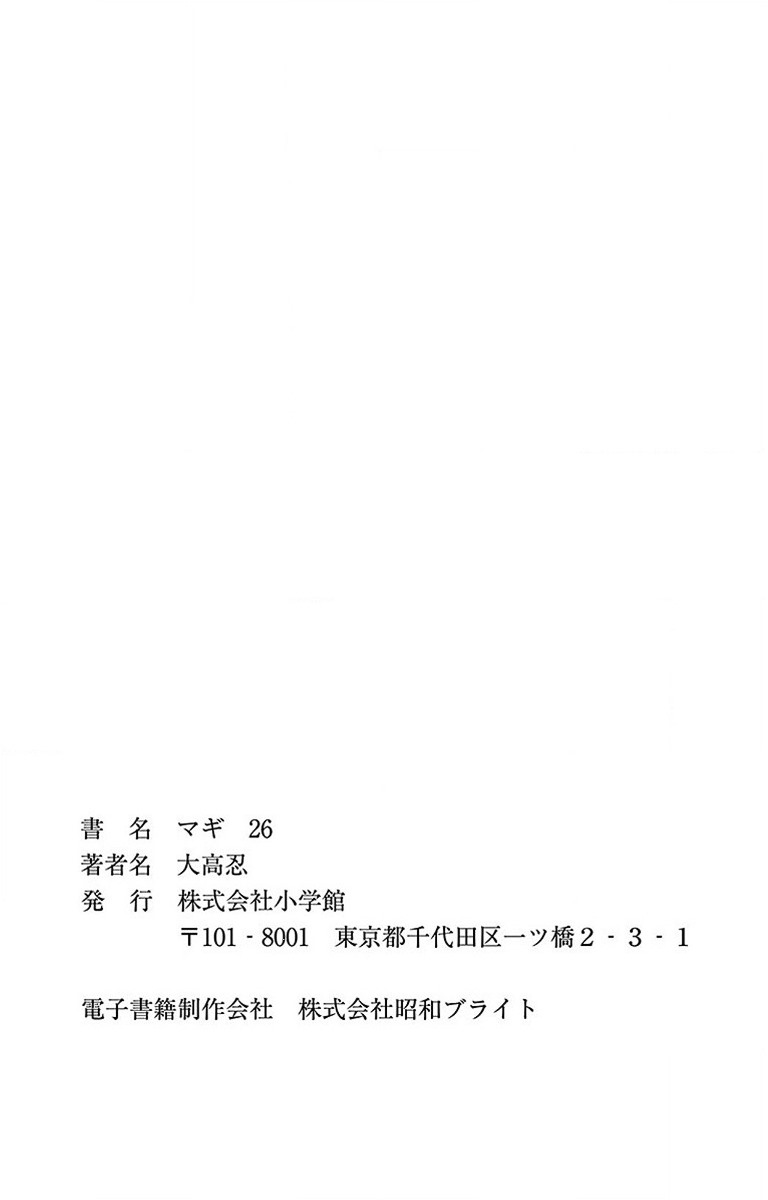 書　名　マギ　26
著者名　大高忍
発　行　株式会社小学館
〒101‐8001　東京都千代田区一ツ橋２‐３‐１
電子書籍制作会社　株式会社昭和ブライト